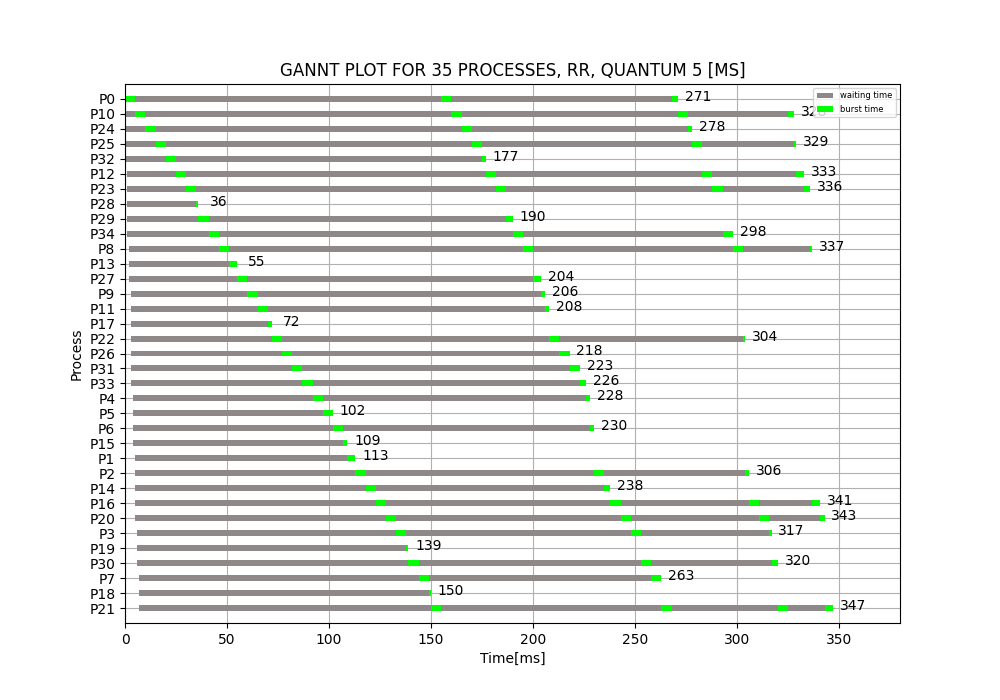 GANNT PLOT FOR 35 PROCESSES, RR, QUANTUM 5 [MS]
waiting time
burst time
Process
P0 271
P10
P24 278
P25 329
P32 177
P12 333
P23 336
P28 36
P29 190
P34 298
P8 337
P13 55
P27 204
P9 206
P11 208
P17 72
P22 304
P26 218
P31 223
P33 226
P4 228
P5 102
P6 230
P15 109
P1 113
P2 306
P14 238
P16 341
P20 343
P3 317
P19 139
P30 320
P7 263
P18 150
P21 347
0 50 100 150 200 250 300 350
Time[ms]